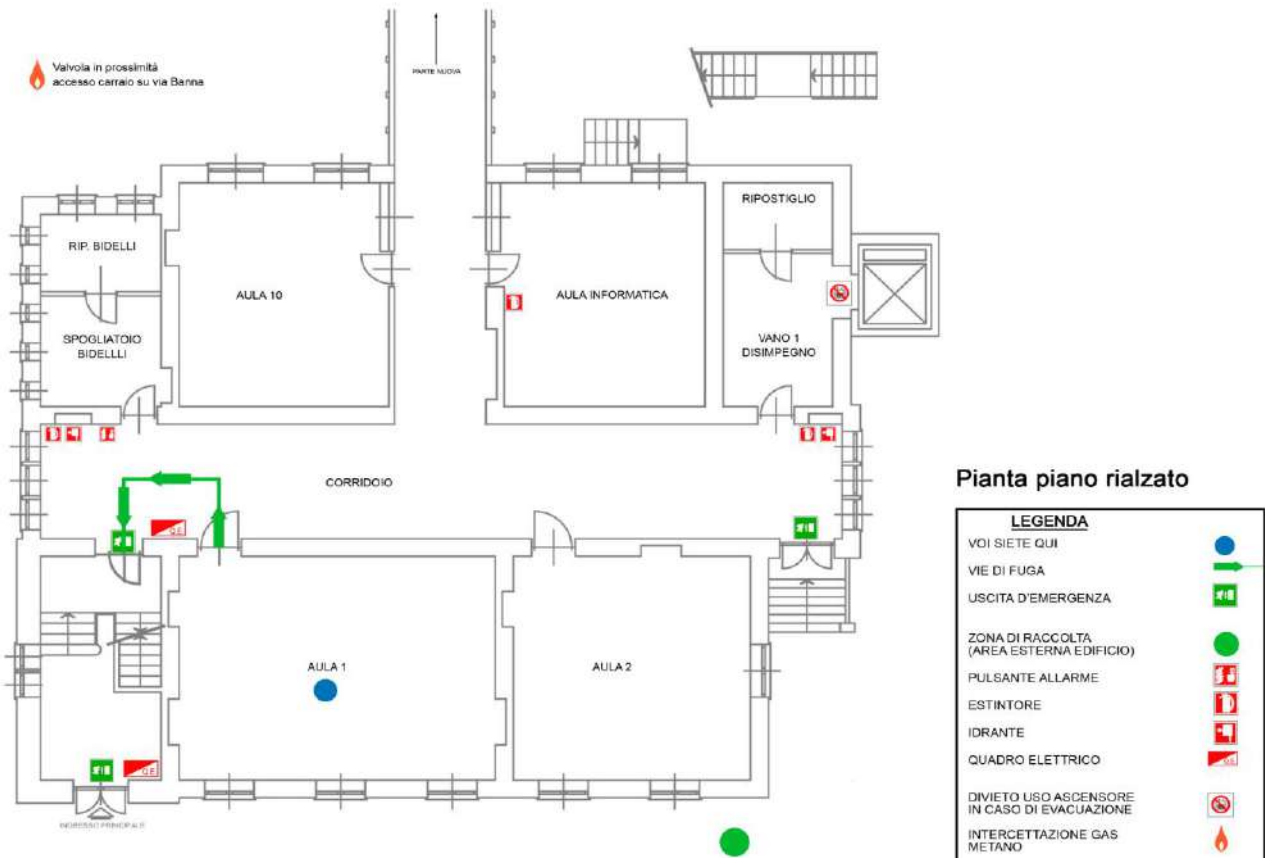 Valvola in prossimità
accesso carraio su via Banna
PARTE NUOVA
RIPOSTIGLIO
RIP. BIDELLI
AULA 10
AULA INFORMATICA
SPOGLIATOIO
BIDELLLI
VANO 1
DISIMPEGNO
CORRIDOIO
Q.E.
AULA 1
AULA 2
Q.E.
INGRESSO PRINCIPALE
Pianta piano rialzato
LEGENDA
VOI SIETE QUI
VIE DI FUGA
USCITA D'EMERGENZA
ZONA DI RACCOLTA
(AREA ESTERNA EDIFICIO)
PULSANTE ALLARME
ESTINTORE
IDRANTE
QUADRO ELETTRICO
Q.E.
DIVIETO USO ASCENSORE
IN CASO DI EVACUAZIONE
INTERCETTAZIONE GAS
METANO